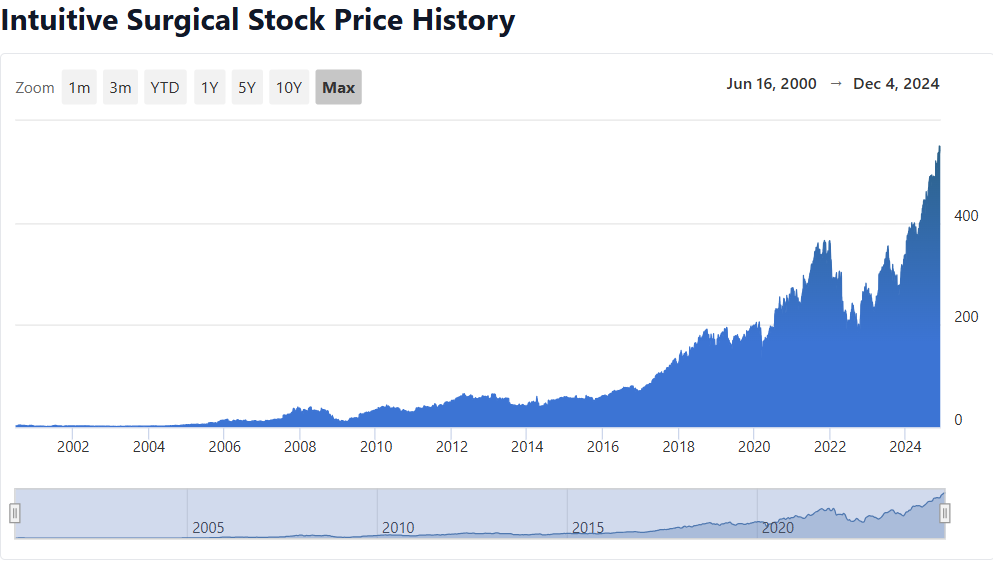 Intuitive Surgical Stock Price History
Zoom 1m 3m YTD 1Y 5Y 10Y Max Jun 16, 2000 → Dec 4, 2024
400
200
0
2002 2004 2006 2008 2010 2012 2014 2016 2018 2020 2022 2024
2005 2010 2015 2020